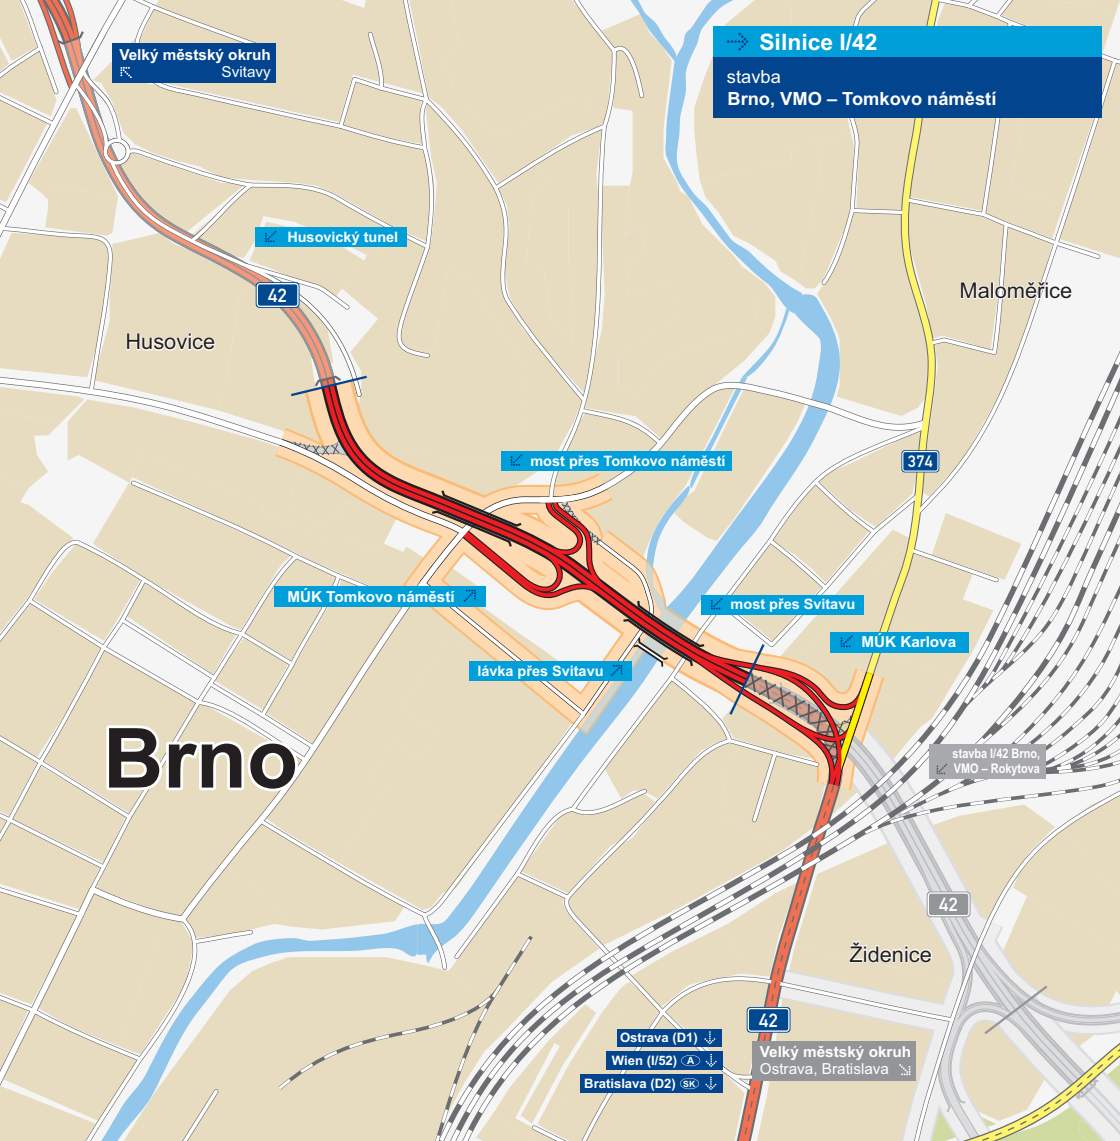 Silnice I/42
stavba
Brno, VMO – Tomkovo náměstí
Velký městský okruh
Svitavy
Husovický tunel
42
Husovice
Maloměřice
most přes Tomkovo náměstí
374
MÚK Tomkovo náměstí
most přes Svitavu
MÚK Karlova
lávka přes Svitavu
Brno
stavba I/42 Brno,
VMO – Rokytova
42
Židenice
42
Ostrava (D1)
Wien (I/52) A
Bratislava (D2) SK
Velký městský okruh
Ostrava, Bratislava